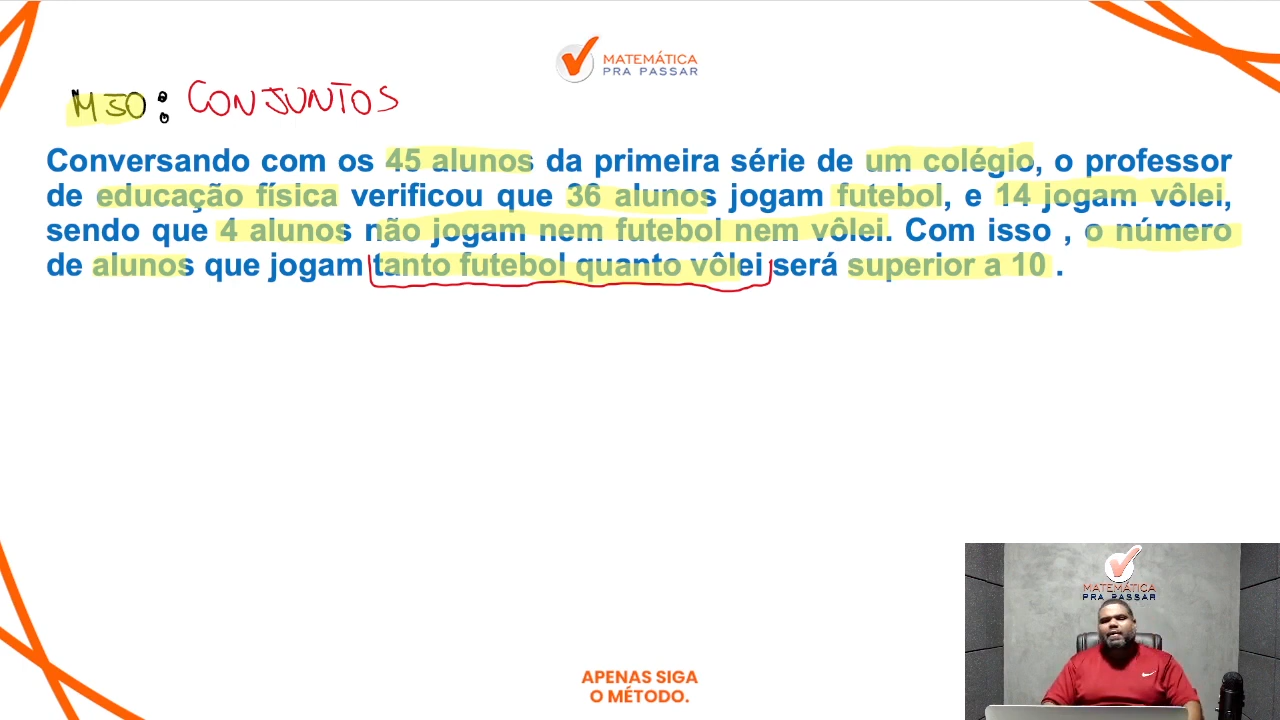 MATEMÁTICA
PRA PASSAR
MJO: CONJUNTOS
Conversando com os 45 alunos da primeira série de um colégio, o professor
de educação física verificou que 36 alunos jogam futebol, e 14 jogam vôlei,
sendo que 4 alunos não jogam nem futebol nem vôlei. Com isso , o número
de alunos que jogam tanto futebol quanto vôlei será superior a 10 .
MATEMÁTICA
PRA PASSAR
APENAS SIGA
O MÉTODO.